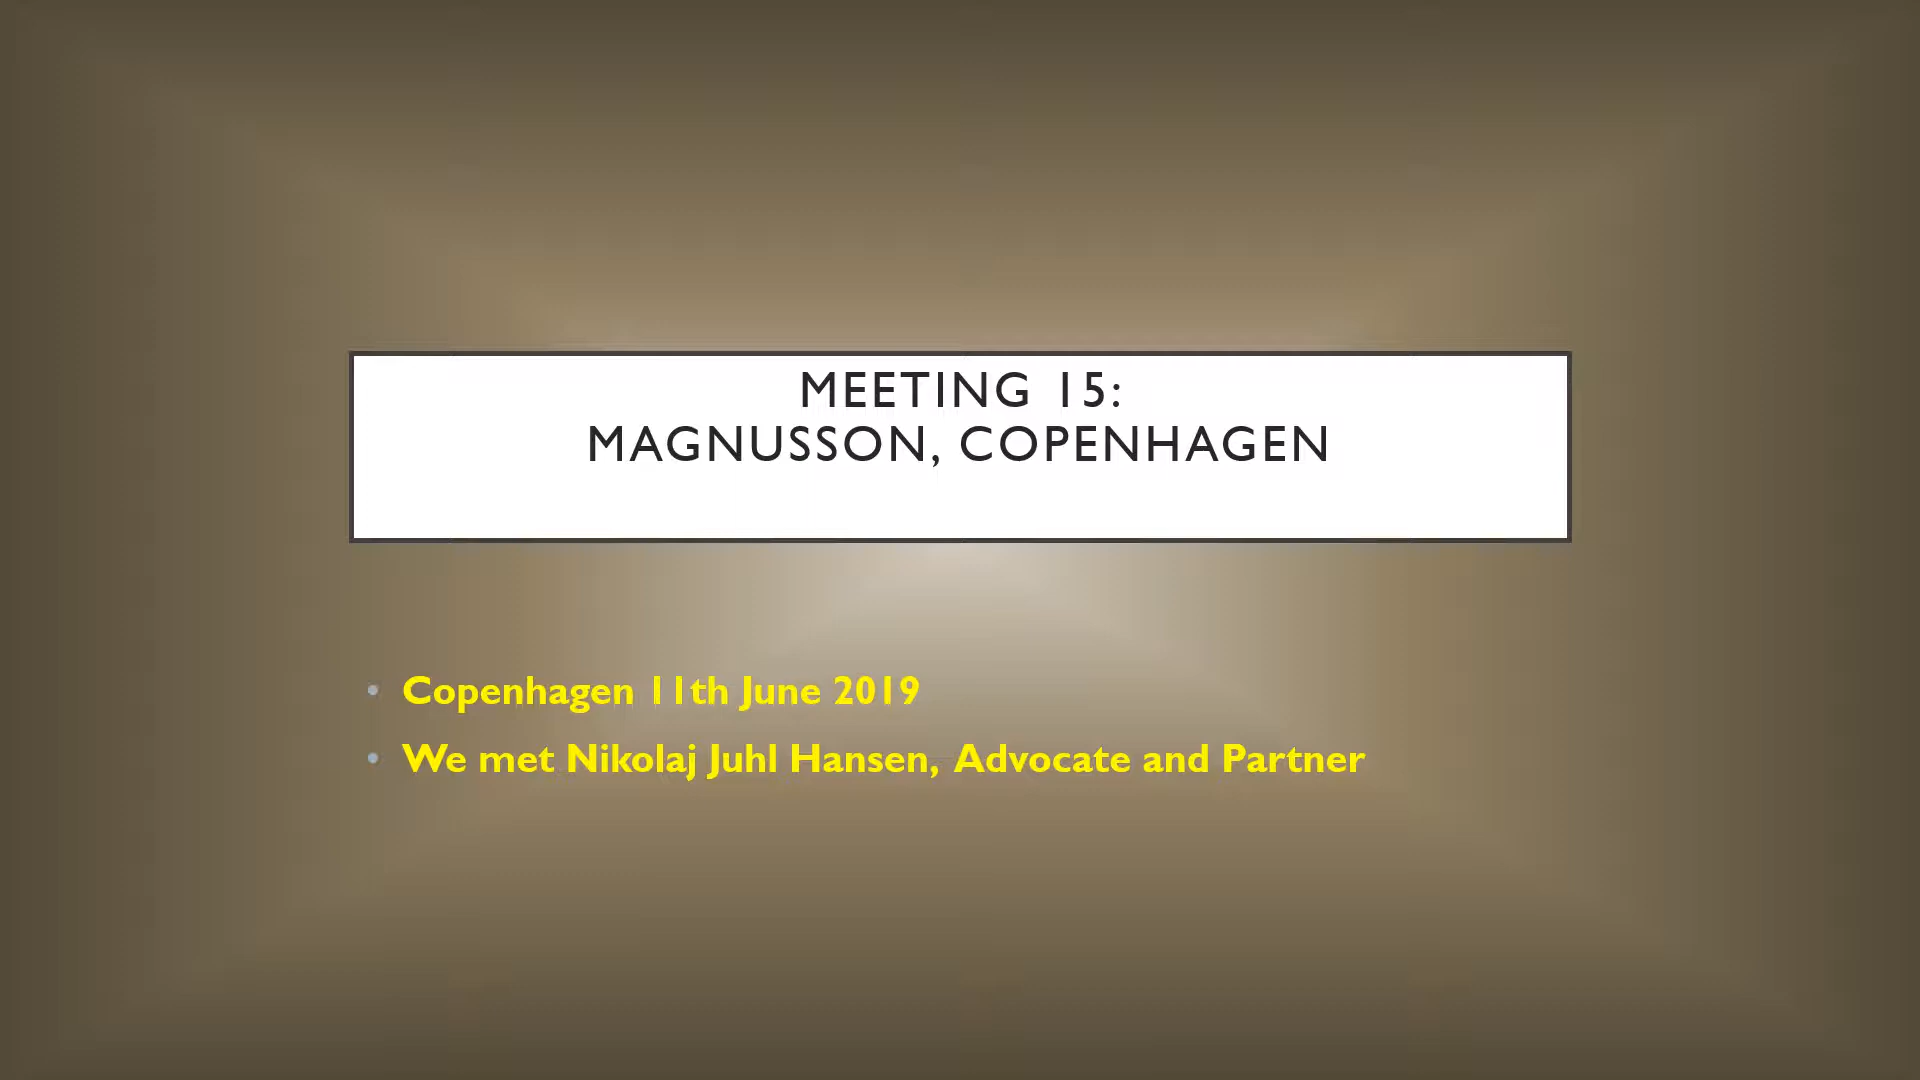 MEETING 15:
MAGNUSSON, COPENHAGEN
• Copenhagen 11th June 2019
• We met Nikolaj Juhl Hansen, Advocate and Partner